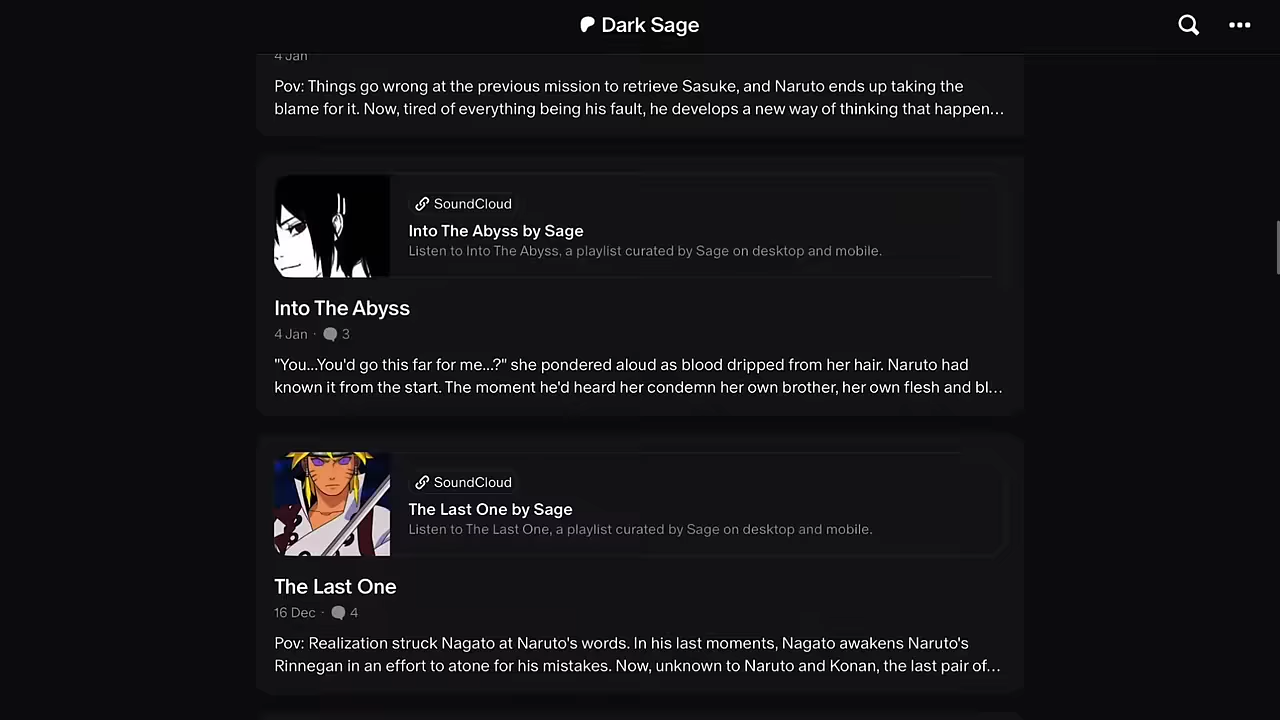 Dark Sage
4 Jan
Pov: Things go wrong at the previous mission to retrieve Sasuke, and Naruto ends up taking the
blame for it. Now, tired of everything being his fault, he develops a new way of thinking that happen...
SoundCloud
Into The Abyss by Sage
Listen to Into The Abyss, a playlist curated by Sage on desktop and mobile.
Into The Abyss
4 Jan · 3
"You...You'd go this far for me...?" she pondered aloud as blood dripped from her hair. Naruto had
known it from the start. The moment he'd heard her condemn her own brother, her own flesh and bl...
SoundCloud
The Last One by Sage
Listen to The Last One, a playlist curated by Sage on desktop and mobile.
The Last One
16 Dec · 4
Pov: Realization struck Nagato at Naruto's words. In his last moments, Nagato awakens Naruto's
Rinnegan in an effort to atone for his mistakes. Now, unknown to Naruto and Konan, the last pair of...